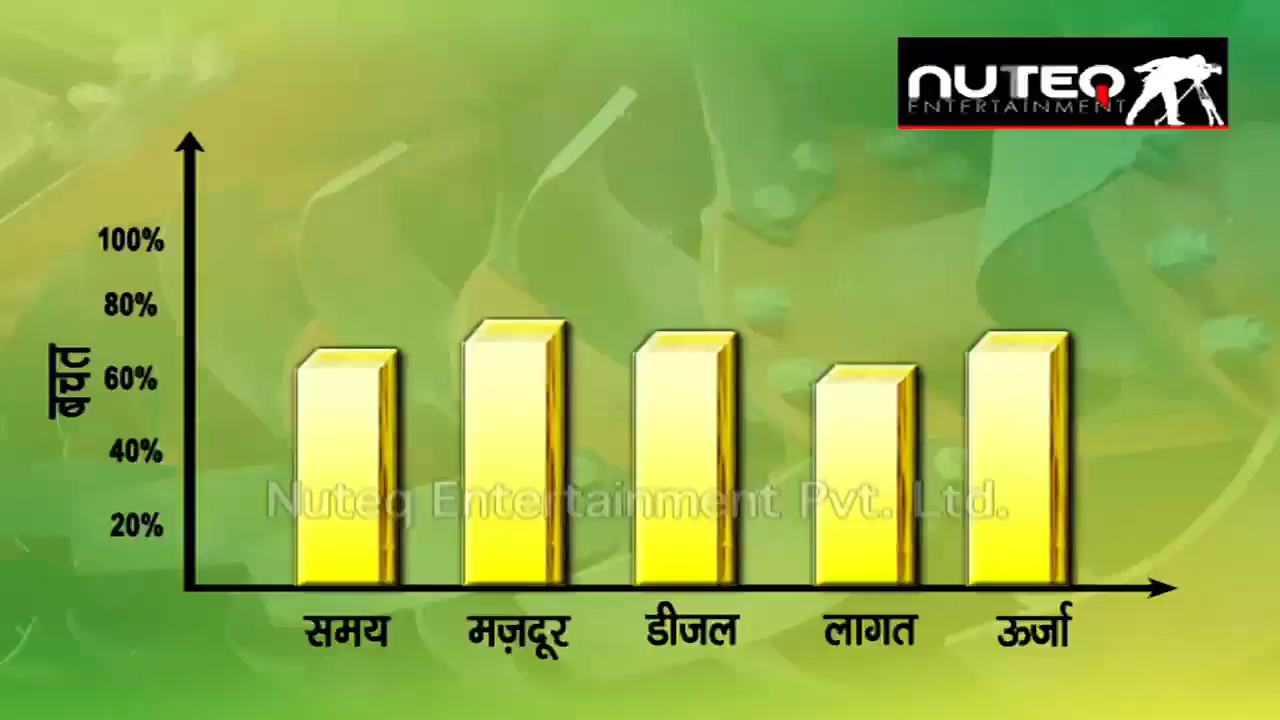 NUTEQ
ENTERTAINMENT
100%
80%
60%
40%
20%
बचत
Nuteq Entertainment Pvt. Ltd.
समय मज़दूर डीजल लागत ऊर्जा